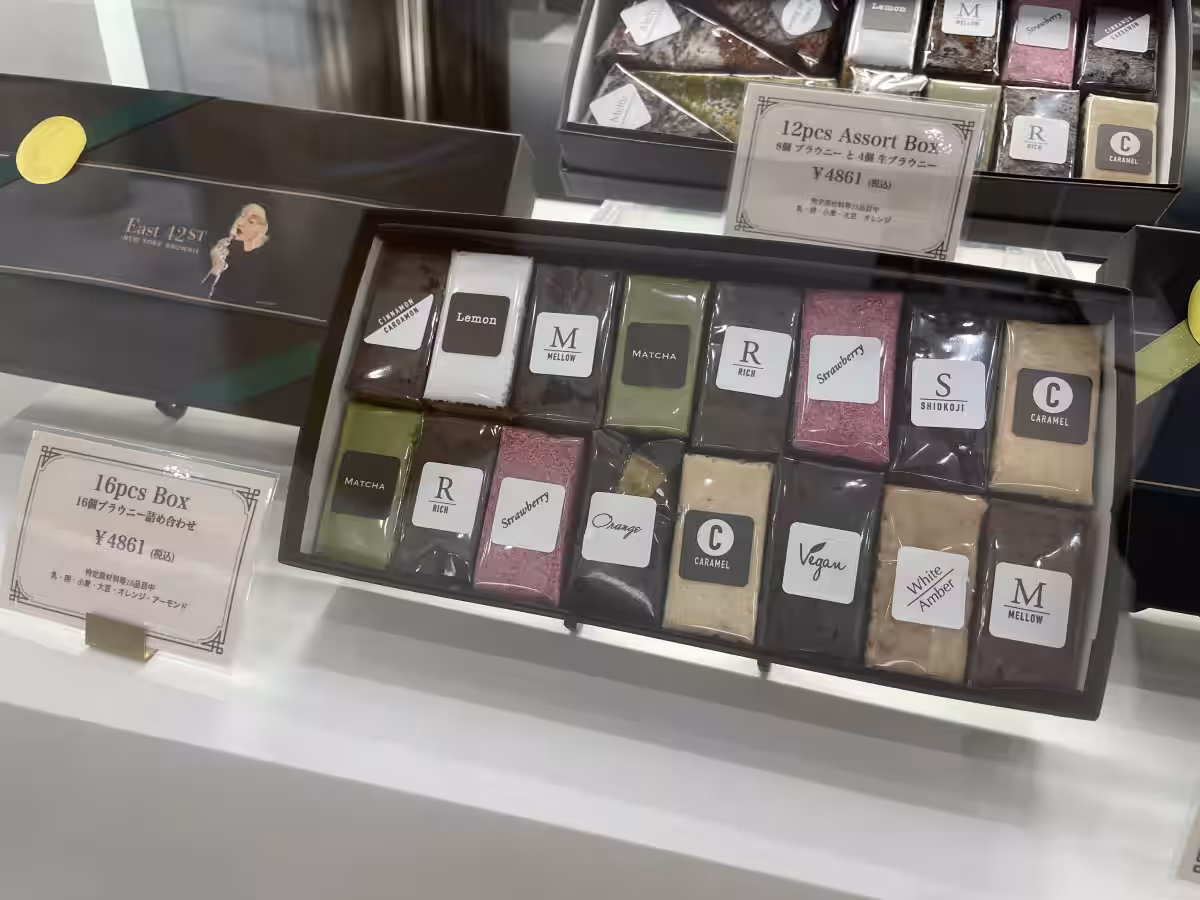 Lemon
M
MELLOW
Strawberry
CINNAMON
CARDAMON
R
RICH
C
CARAMEL
12pcs Assort Box
8個 ブラウニー と 4個 生ブラウニー
¥4861 (税込)
乳・卵・小麦・大豆 オレンジ
East 42ST
NEW YORK BROWNIE
CINNAMON
CARDAMON
Lemon
M
MELLOW
MATCHA
R
RICH
Strawberry
S
SHIOKOJI
C
CARAMEL
MATCHA
R
RICH
Strawberry
Orange
C
CARAMEL
Vegan
White
Amber
M
MELLOW
16pcs Box
16個ブラウニー詰め合わせ
¥4861 (税込)
特定原材料等28品目中
乳・卵・小麦・大豆・オレンジ・アーモンド